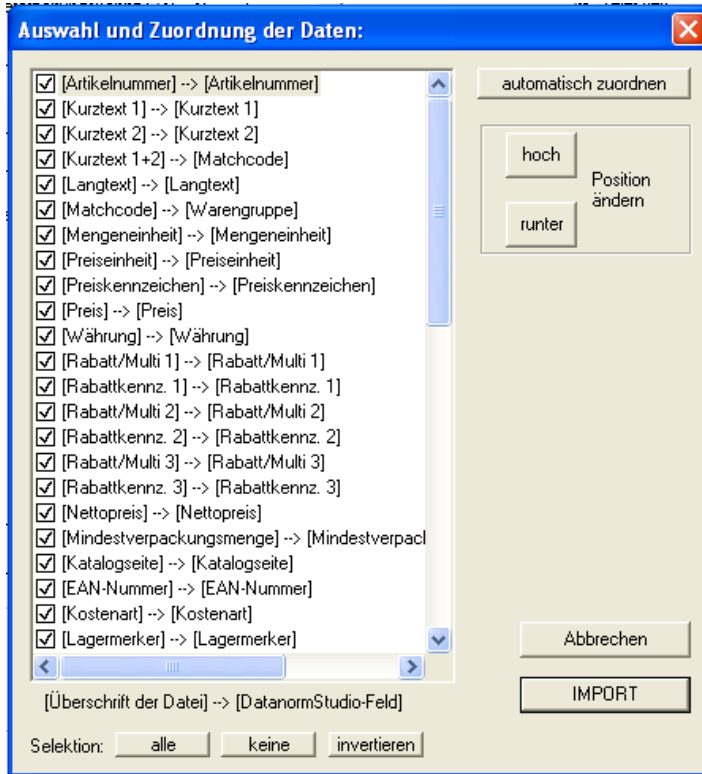 Auswahl und Zuordnung der Daten:
[Artikelnummer] --> [Artikelnummer]
[Kurztext 1] --> [Kurztext 1]
[Kurztext 2] --> [Kurztext 2]
[Kurztext 1+2] --> [Matchcode]
[Langtext] --> [Langtext]
[Matchcode] --> [Warengruppe]
[Mengeneinheit] --> [Mengeneinheit]
[Preiseinheit] --> [Preiseinheit]
[Preiskennzeichen] --> [Preiskennzeichen]
[Preis] --> [Preis]
[Währung] --> [Währung]
[Rabatt/Multi 1] --> [Rabatt/Multi 1]
[Rabattkennz. 1] --> [Rabattkennz. 1]
[Rabatt/Multi 2] --> [Rabatt/Multi 2]
[Rabattkennz. 2] --> [Rabattkennz. 2]
[Rabatt/Multi 3] --> [Rabatt/Multi 3]
[Rabattkennz. 3] --> [Rabattkennz. 3]
[Nettopreis] --> [Nettopreis]
[Mindestverpackungsmenge] --> [Mindestverpacl
[Katalogseite] --> [Katalogseite]
[EAN-Nummer] --> [EAN-Nummer]
[Kostenart] --> [Kostenart]
[Lagermerker] --> [Lagermerker]
[Überschrift der Datei] --> [DatanormStudio-Feld]
Selektion: alle keine invertieren
automatisch zuordnen
hoch
Position
ändern
runter
Abbrechen
IMPORT